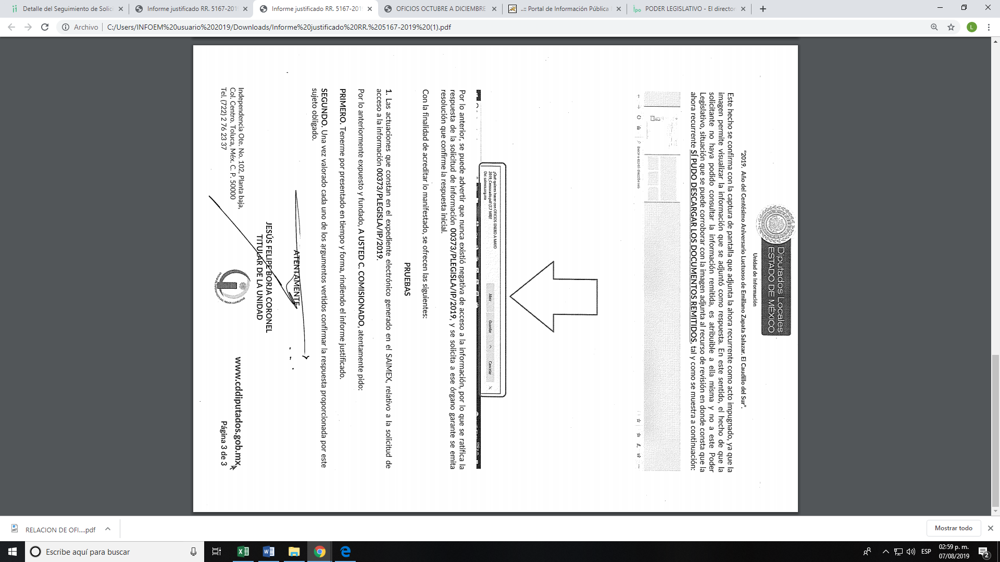 Detalle del Seguimiento de Solici
Informe justificado RR. 5167-201
Informe justificado RR. 5167-201
OFICIOS OCTUBRE A DICIEMBRE
..:: Portal de Información Pública
PODER LEGISLATIVO - El director
Archivo
C:/Users/INFOEM%20usuario%202019/Downloads/Informe%20justificado%20RR.%205167-2019%20(1).pdf
L
Diputados Locales
ESTADO DE MÉXICO
Unidad de Información
"2019. Año del Centésimo Aniversario Luctuoso de Emiliano Zapata Salazar. El Caudillo del Sur".
Este hecho se confirma con la captura de pantalla que adjunta la ahora recurrente como acto impugnado, ya que la
imagen permite visualizar la información que se adjuntó como respuesta. En este sentido, el hecho de que la
solicitante no haya podido consultar la información remitida, es atribuible a ella misma y no a este Poder
Legislativo, situación que se puede corroborar con la imagen adjunta al recurso de revisión en donde consta que la
ahora recurrente SÍ PUDO DESCARGAR LOS DOCUMENTOS REMITIDOS, tal y como se muestra a continuación:
Buscar o escribir dirección web
¿Qué quieres hacer con OFICIOS ENERO A MAYO
2019_Censurado.pdf (7.7 MB)?
De: saimex.org.mx
Abrir
Guardar
Cancelar
Por lo anterior, se puede advertir que nunca existió negativa de acceso a la información, por lo que se ratifica la
respuesta de la solicitud de información 00373/PLEGISLA/IP/2019, y se solicita a ese órgano garante se emita
resolución que confirme la respuesta inicial.
Con la finalidad de acreditar lo manifestado, se ofrecen las siguientes:
PRUEBAS
1. Las actuaciones que constan en el expediente electrónico generado en el SAIMEX, relativo a la solicitud de
acceso a la información 00373/PLEGISLA/IP/2019.
Por lo anteriormente expuesto y fundado, A USTED C. COMISIONADO, atentamente pido:
PRIMERO. Tenerme por presentado en tiempo y forma, rindiendo el informe justificado.
SEGUNDO. Una vez valorado cada uno de los argumentos vertidos confirmar la respuesta proporcionada por este
sujeto obligado.
ATENTAMENTE
JESÚS FELIPE BORJA CORONEL
TITULAR DE LA UNIDAD
Independencia Ote. No. 102, Planta baja,
Col. Centro. Toluca, Méx. C. P. 50000
Tel. (722) 2 76 23 37
www.cddiputados.gob.mx
Página 3 de 3
RELACION DE OFI....pdf
Mostrar todo
Escribe aquí para buscar
ESP
02:59 p. m.
07/08/2019
2